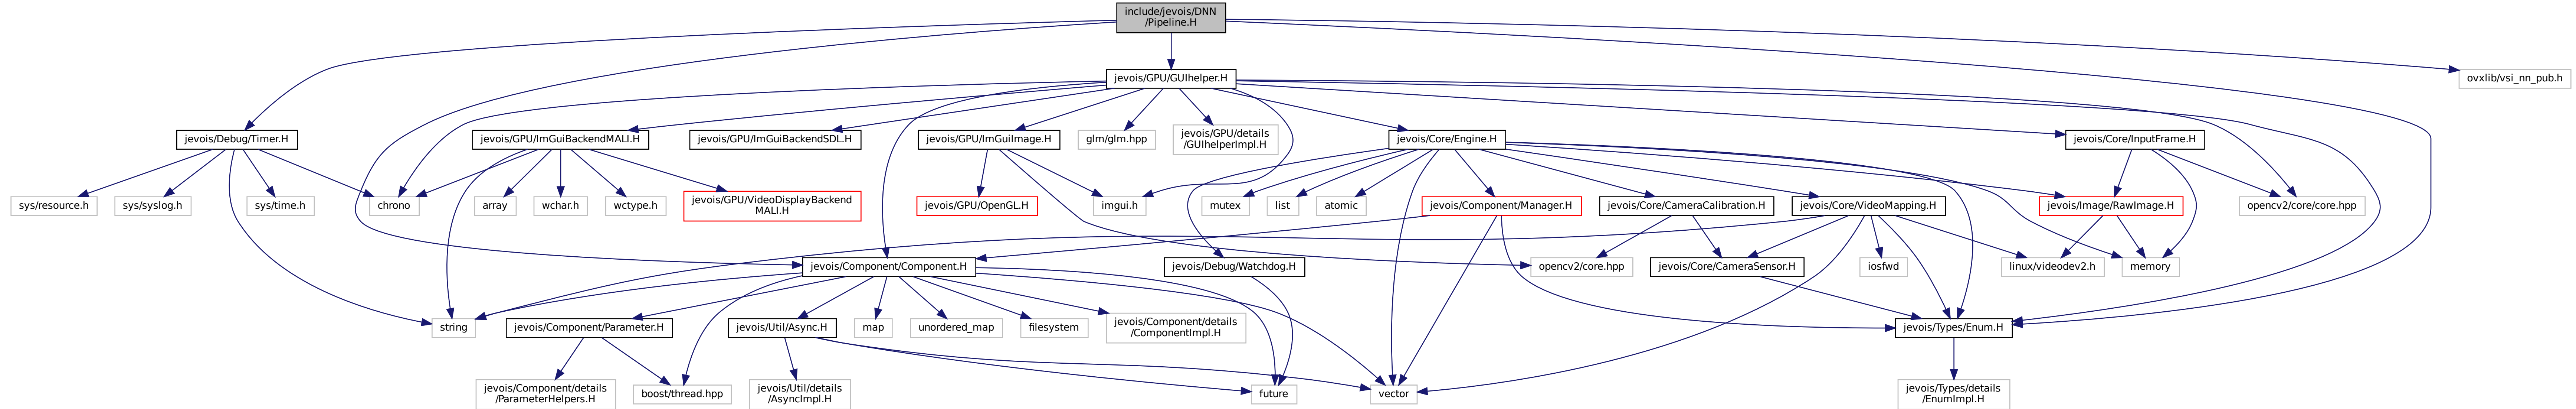 include/jevois/DNN
/Pipeline.H
jevois/GPU/GUIhelper.H
ovxlib/vsi_nn_pub.h
jevois/Debug/Timer.H
jevois/GPU/ImGuiBackendMALI.H
jevois/GPU/ImGuiBackendSDL.H
jevois/GPU/ImGuiImage.H
glm/glm.hpp
jevois/GPU/details
/GUIhelperImpl.H
jevois/Core/Engine.H
jevois/Core/InputFrame.H
sys/resource.h
sys/syslog.h
sys/time.h
chrono
array
wchar.h
wctype.h
jevois/GPU/VideoDisplayBackend
MALI.H
jevois/GPU/OpenGL.H
imgui.h
mutex
list
atomic
jevois/Component/Manager.H
jevois/Core/CameraCalibration.H
jevois/Core/VideoMapping.H
jevois/Image/RawImage.H
opencv2/core/core.hpp
jevois/Component/Component.H
jevois/Debug/Watchdog.H
opencv2/core.hpp
jevois/Core/CameraSensor.H
iosfwd
linux/videodev2.h
memory
string
jevois/Component/Parameter.H
jevois/Util/Async.H
map
unordered_map
filesystem
jevois/Component/details
/ComponentImpl.H
jevois/Types/Enum.H
jevois/Component/details
/ParameterHelpers.H
boost/thread.hpp
jevois/Util/details
/AsyncImpl.H
future
vector
jevois/Types/details
/EnumImpl.H